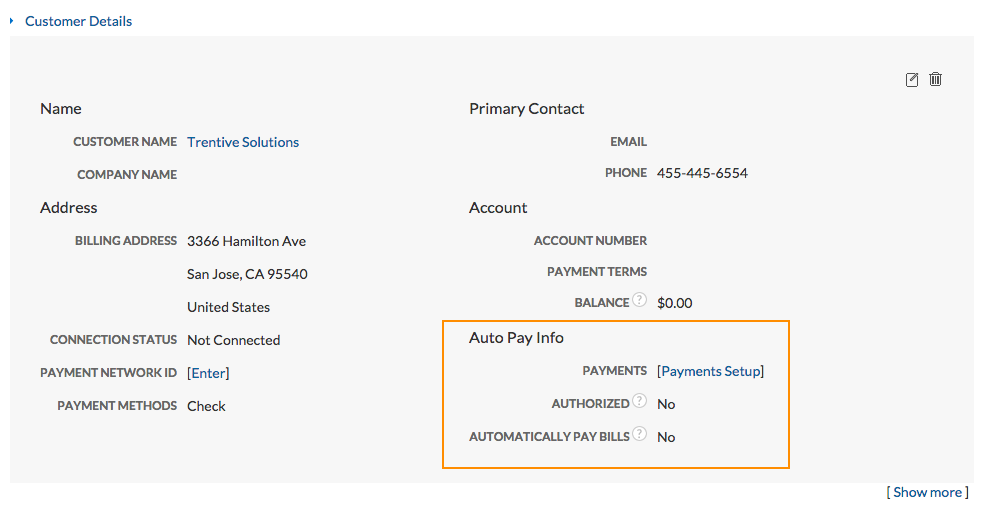 Customer Details
Name
CUSTOMER NAME Trentive Solutions
COMPANY NAME
Address
BILLING ADDRESS 3366 Hamilton Ave
San Jose, CA 95540
United States
CONNECTION STATUS Not Connected
PAYMENT NETWORK ID [Enter]
PAYMENT METHODS Check
Primary Contact
EMAIL
PHONE 455-445-6554
Account
ACCOUNT NUMBER
PAYMENT TERMS
BALANCE ? $0.00
Auto Pay Info
PAYMENTS [Payments Setup]
AUTHORIZED ? No
AUTOMATICALLY PAY BILLS ? No
[ Show more ]